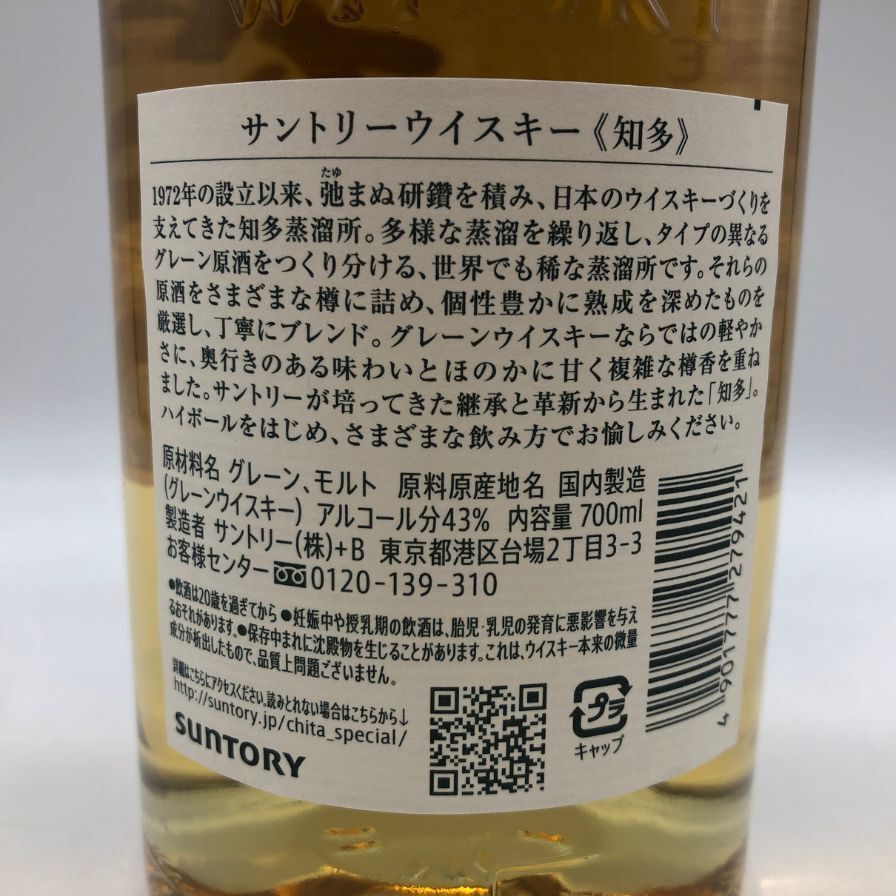 サントリーウイスキー《知多》
たゆ
1972年の設立以来、弛まぬ研鑽を積み、日本のウイスキーづくりを
支えてきた知多蒸溜所。多様な蒸溜を繰り返し、タイプの異なる
グレーン原酒をつくり分ける、世界でも稀な蒸溜所です。それらの
原酒をさまざまな樽に詰め、個性豊かに熟成を深めたものを
厳選し、丁寧にブレンド。グレーンウイスキーならではの軽やか
さに、奥行きのある味わいとほのかに甘く複雑な樽香を重ね
ました。サントリーが培ってきた継承と革新から生まれた「知多」。
ハイボールをはじめ、さまざまな飲み方でお愉しみください。
原材料名 グレーン、モルト 原料原産地名 国内製造
(グレーンウイスキー) アルコール分43% 内容量 700ml
製造者 サントリー(株)+B 東京都港区台場2丁目3-3
お客様センター 0120-139-310
●飲酒は20歳を過ぎてから ●妊娠中や授乳期の飲酒は、胎児・乳児の発育に悪影響を与え
るおそれがあります。●保存中まれに沈殿物を生じることがあります。これは、ウイスキー本来の微量
成分が析出したもので、品質上問題ございません。
詳細はこちらにアクセスください。読みとれない場合はこちらから↓
http://suntory.jp/chita_special/
SUNTORY
プラ
キャップ
4 901777 279421